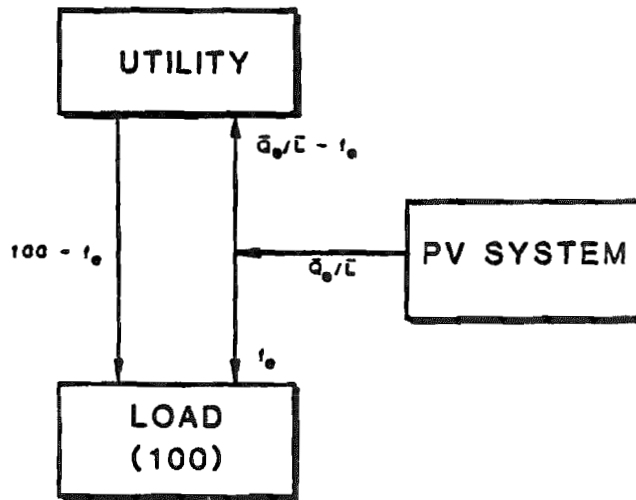 UTILITY
Q̄ₑ/L̄ - fₑ
100 - fₑ
PV SYSTEM
Q̄ₑ/L̄
fₑ
LOAD
(100)